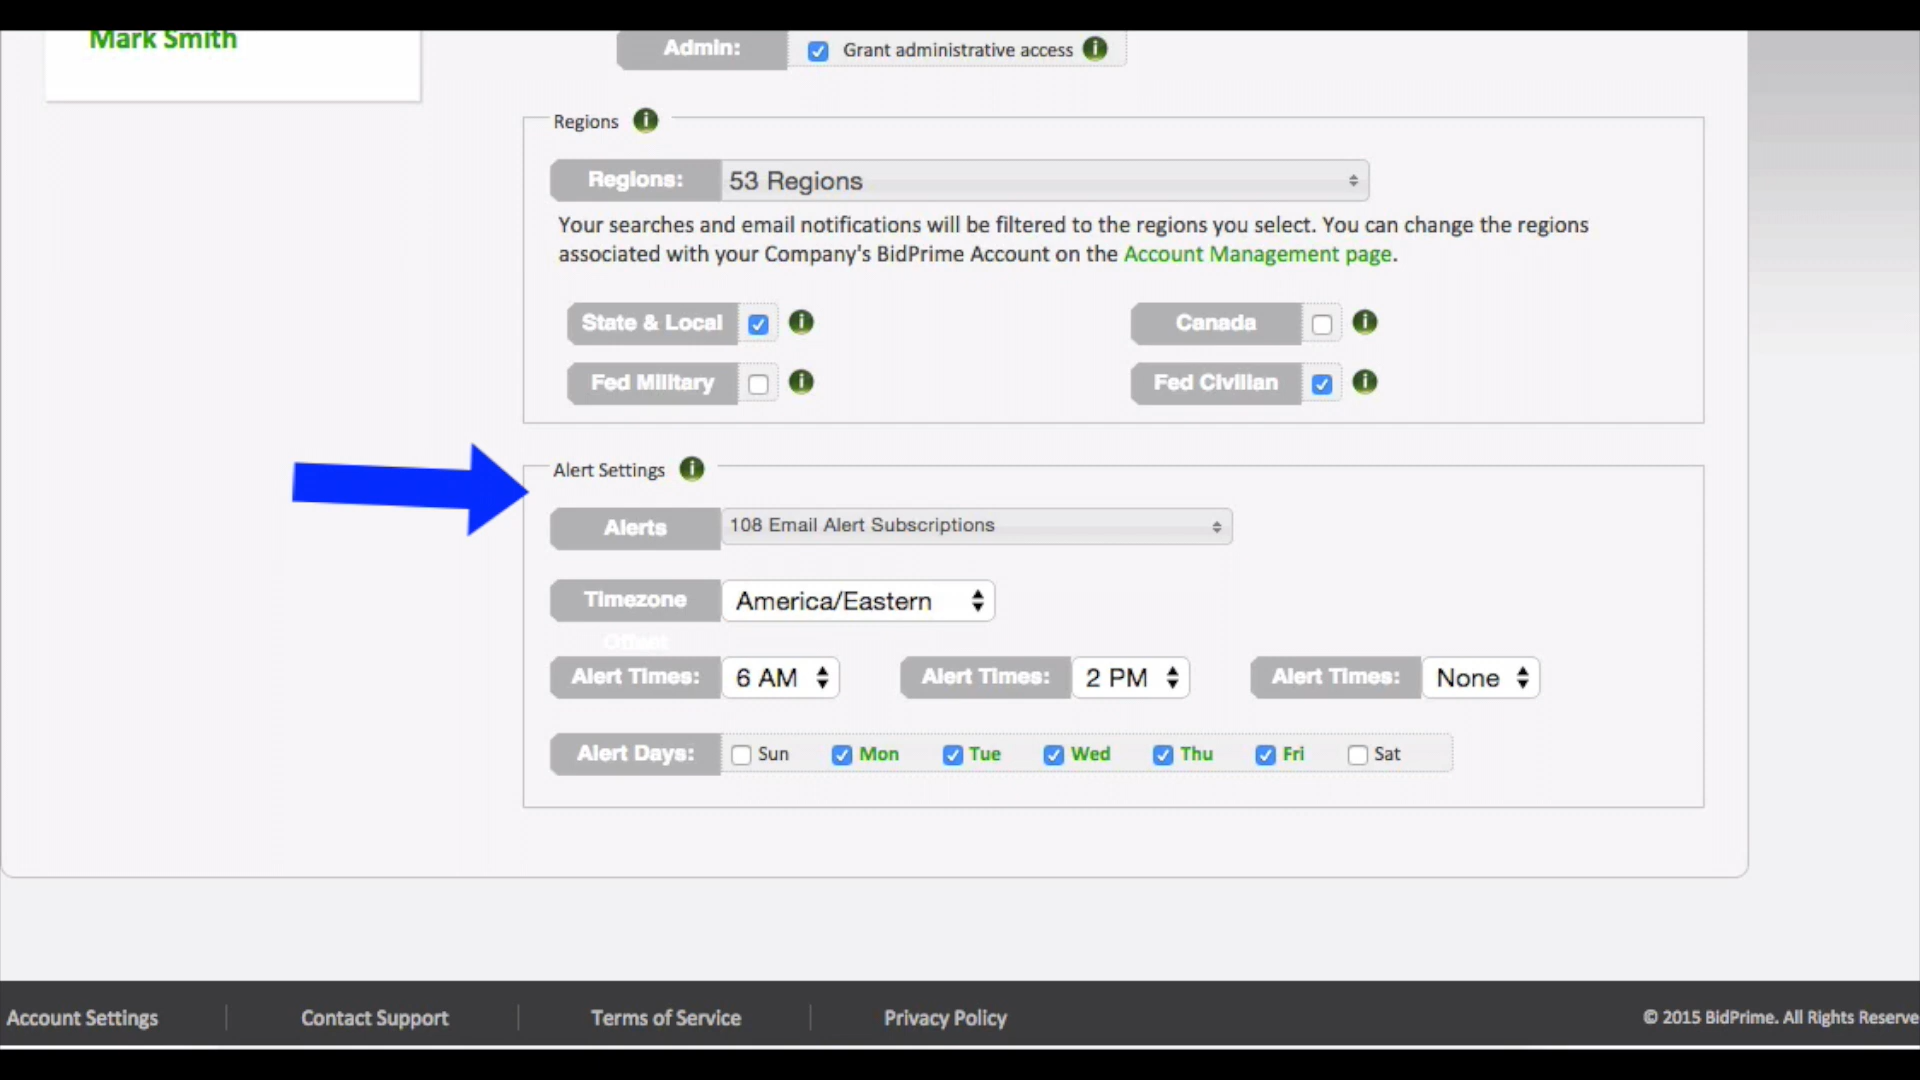 Mark Smith
Admin: Grant administrative access
Regions
Regions: 53 Regions
Your searches and email notifications will be filtered to the regions you select. You can change the regions
associated with your Company's BidPrime Account on the Account Management page.
State & Local Canada
Fed Military Fed Civilian
Alert Settings
Alerts 108 Email Alert Subscriptions
Timezone America/Eastern
Offset
Alert Times: 6 AM Alert Times: 2 PM Alert Times: None
Alert Days: Sun Mon Tue Wed Thu Fri Sat
Account Settings Contact Support Terms of Service Privacy Policy © 2015 BidPrime. All Rights Reserve